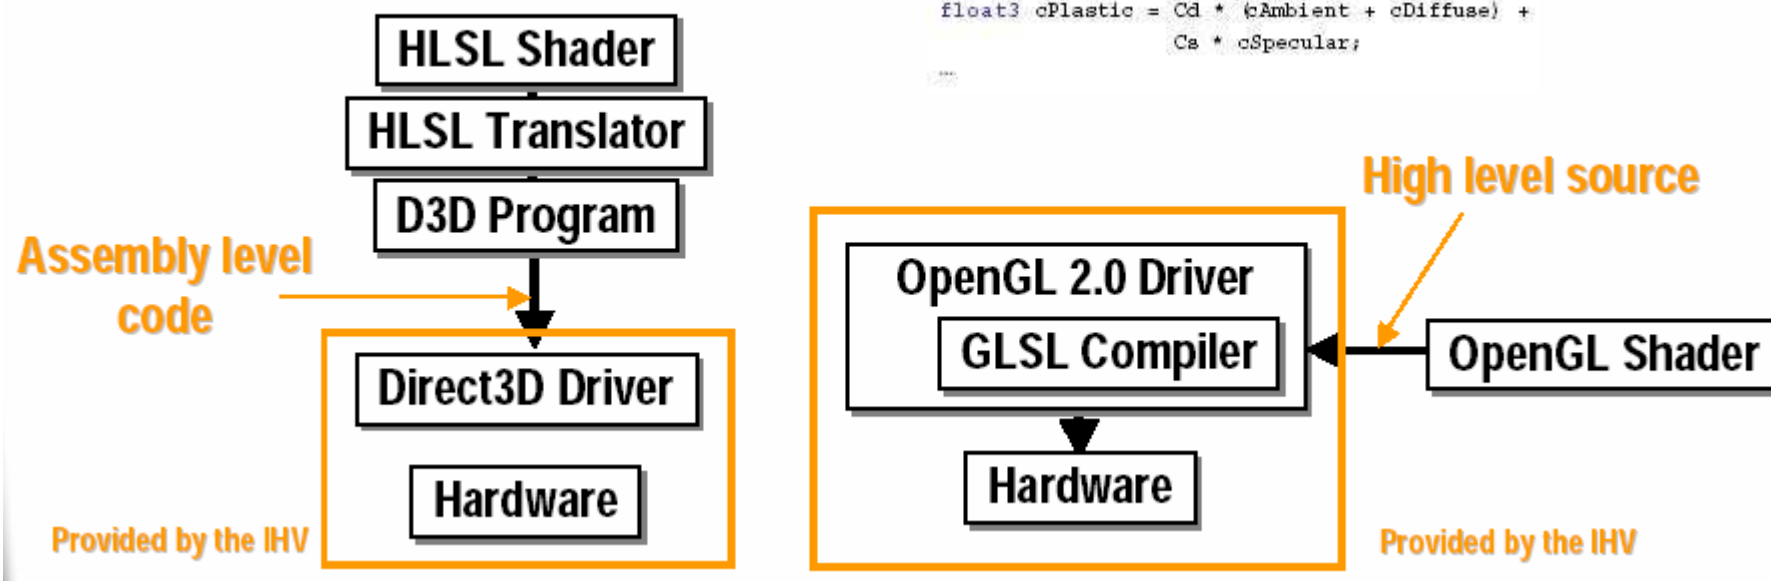 float3 cPlastic = Cd * (cAmbient + cDiffuse) +
Cs * cSpecular;
...
HLSL Shader
HLSL Translator
D3D Program
Assembly level
code
Direct3D Driver
Hardware
Provided by the IHV
High level source
OpenGL 2.0 Driver
GLSL Compiler
OpenGL Shader
Hardware
Provided by the IHV